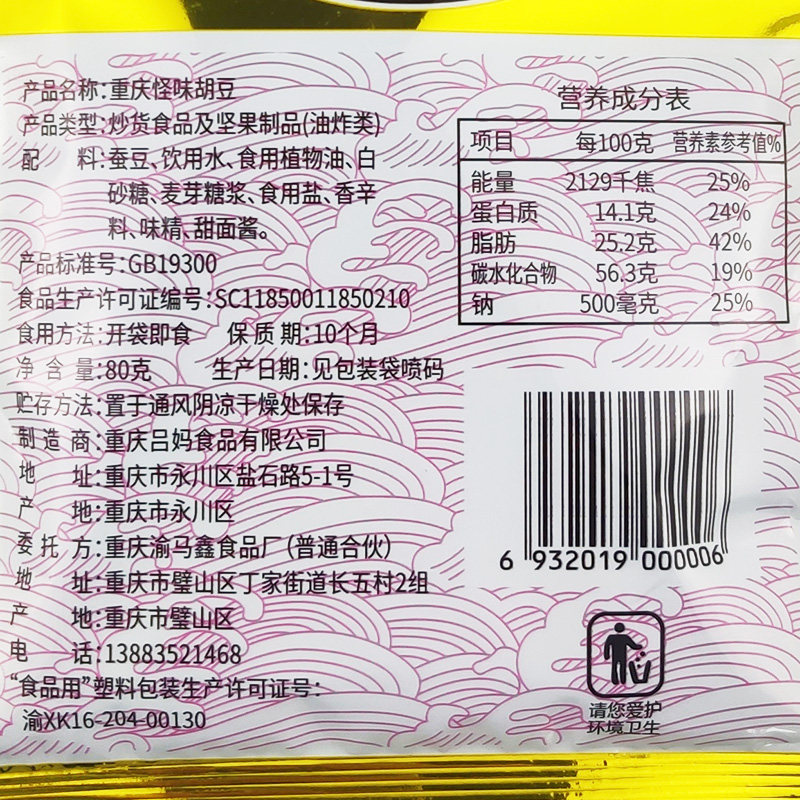 产品名称:重庆怪味胡豆
产品类型:炒货食品及坚果制品(油炸类)
配 料:蚕豆、饮用水、食用植物油、白
砂糖、麦芽糖浆、食用盐、香辛
料、味精、甜面酱。
产品标准号:GB19300
食品生产许可证编号:SC11850011850210
食用方法:开袋即食 保 质 期:10个月
净 含 量:80克 生产日期:见包装袋喷码
贮存方法:置于通风阴凉干燥处保存
制 造 商:重庆吕妈食品有限公司
地 址:重庆市永川区盐石路5-1号
产 地:重庆市永川区
委 托 方:重庆渝马鑫食品厂(普通合伙)
地 址:重庆市璧山区丁家街道长五村2组
产 地:重庆市璧山区
电 话:13883521468
“食品用”塑料包装生产许可证号:
渝XK16-204-00130
营养成分表
项目 每100克 营养素参考值%
能量 2129千焦 25%
蛋白质 14.1克 24%
脂肪 25.2克 42%
碳水化合物 56.3克 19%
钠 500毫克 25%
6 932019 000006
请您爱护
环境卫生